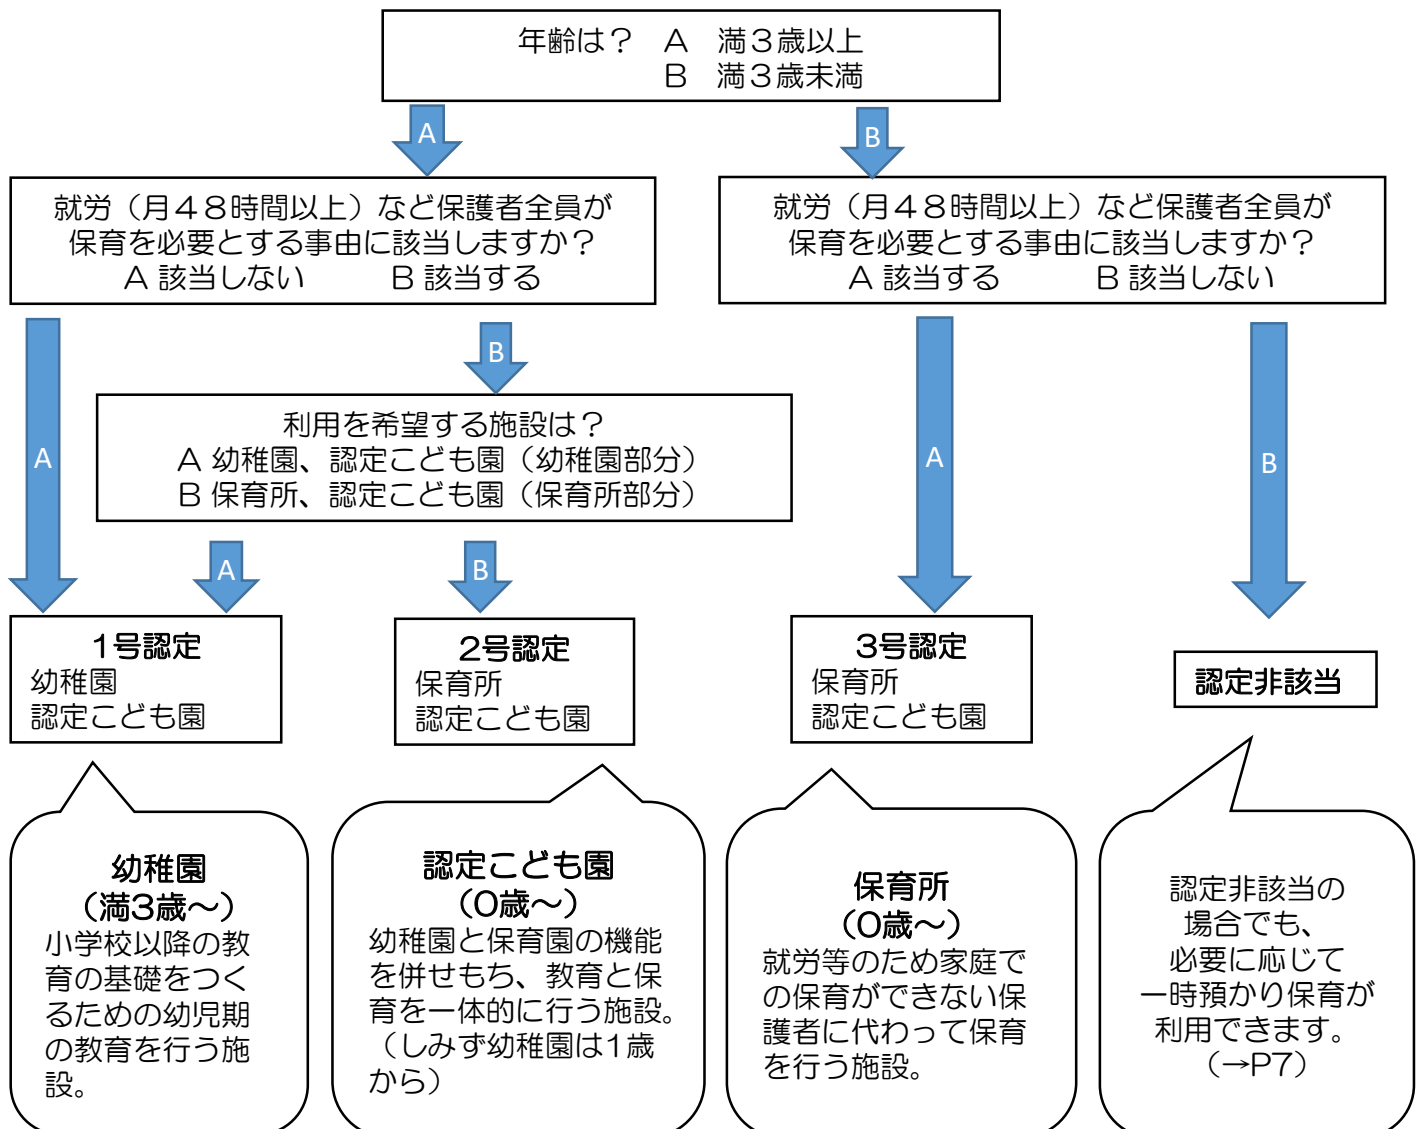 年齢は？　A　満３歳以上
B　満３歳未満
A
B
就労（月４８時間以上）など保護者全員が
保育を必要とする事由に該当しますか？
A 該当しない　　　B 該当する
就労（月４８時間以上）など保護者全員が
保育を必要とする事由に該当しますか？
A 該当する　　　B 該当しない
A
B
A
B
利用を希望する施設は？
A 幼稚園、認定こども園（幼稚園部分）
B 保育所、認定こども園（保育所部分）
A
B
1号認定
幼稚園
認定こども園
2号認定
保育所
認定こども園
3号認定
保育所
認定こども園
認定非該当
幼稚園
（満3歳～）
小学校以降の教
育の基礎をつく
るための幼児期
の教育を行う施
設。
認定こども園
（0歳～）
幼稚園と保育園の機能
を併せもち、教育と保
育を一体的に行う施設。
（しみず幼稚園は1歳
から）
保育所
（0歳～）
就労等のため家庭で
の保育ができない保
護者に代わって保育
を行う施設。
認定非該当の
場合でも、
必要に応じて
一時預かり保育が
利用できます。
（→P7）